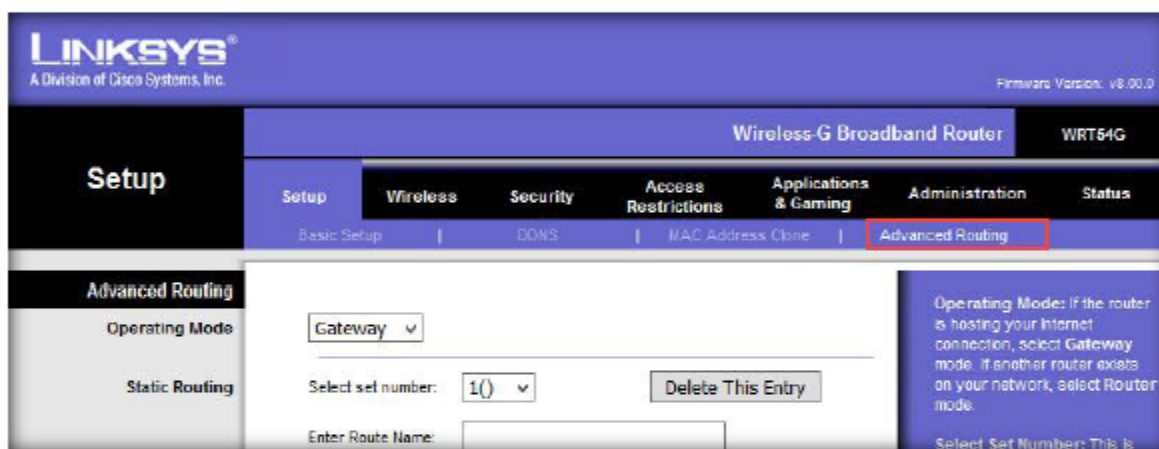 LINKSYS®
A Division of Cisco Systems, Inc.
Firmware Version: v8.00.0
Wireless-G Broadband Router WRT54G
Setup
Setup Wireless Security Access Restrictions Applications & Gaming Administration Status
Basic Setup | DDNS | MAC Address Clone | Advanced Routing
Advanced Routing
Operating Mode
Gateway
Static Routing
Select set number: 1() Delete This Entry
Enter Route Name:
Operating Mode: If the router
is hosting your Internet
connection, select Gateway
mode. If another router exists
on your network, select Router
mode.
Select Set Number: This is